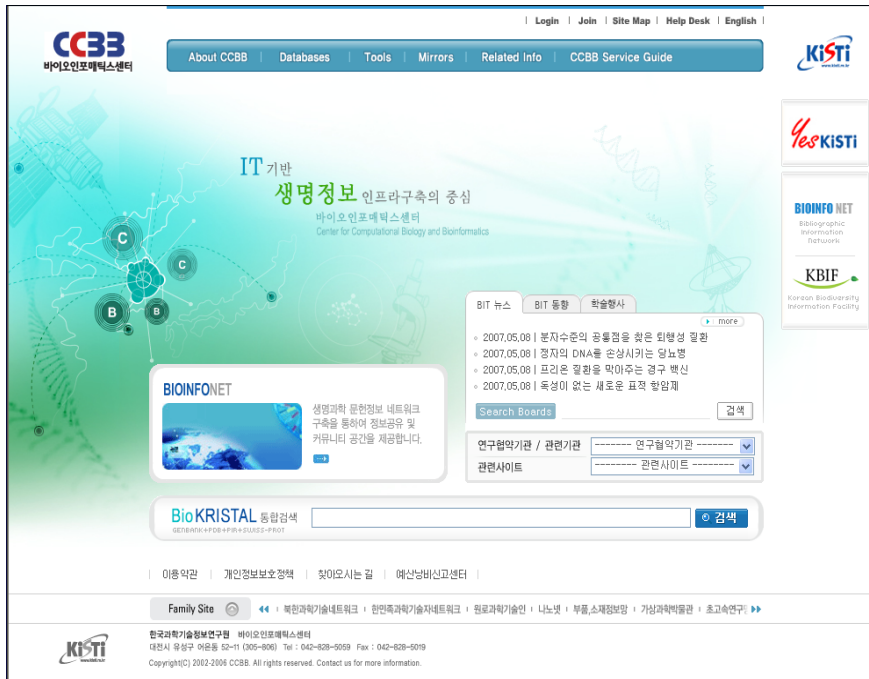 Login | Join | Site Map | Help Desk | English
CCBB
바이오인포매틱스센터
About CCBB | Databases | Tools | Mirrors | Related Info | CCBB Service Guide
KiSTi
www.kisti.re.kr
YesKiSTi
IT 기반
생명정보 인프라구축의 중심
바이오인포매틱스센터
Center for Computational Biology and Bioinformatics
C
C
B
B
BIOINFO NET
Bibliographic
Information
Network
KBIF
Korean Biodiversity
Information Facility
BIT 뉴스 BIT 동향 학술행사
more
2007,05,08 | 분자수준의 공통점을 찾은 퇴행성 질환
2007,05,08 | 정자의 DNA를 손상시키는 당뇨병
2007,05,08 | 프리온 질환을 막아주는 경구 백신
2007,05,08 | 독성이 없는 새로운 표적 항암제
Search Boards 검색
BIOINFONET
생명과학 문헌정보 네트워크
구축을 통하여 정보공유 및
커뮤니티 공간을 제공합니다.
연구협약기관 / 관련기관 ------- 연구협약기관 -------
관련사이트 -------- 관련사이트 --------
BioKRISTAL 통합검색 검색
GENBANK+PDB+PIR+SWISS-PROT
이용약관 | 개인정보보호정책 | 찾아오시는 길 | 예산낭비신고센터
Family Site 북한과학기술네트워크 | 한민족과학기술자네트워크 | 원로과학기술인 | 나노넷 | 부품,소재정보망 | 가상과학박물관 | 초고속연구
KiSTi
www.kisti.re.kr
한국과학기술정보연구원 바이오인포매틱스센터
대전시 유성구 어은동 52-11 (305-806) Tel : 042-828-5059 Fax : 042-828-5019
Copyright(C) 2002-2006 CCBB. All rights reserved. Contact us for more information.